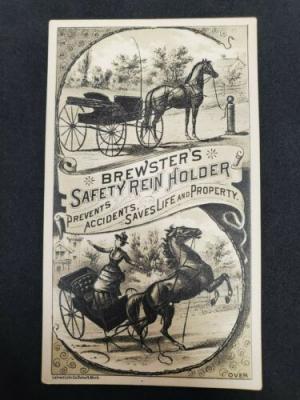 BREWSTER'S
SAFETY REIN HOLDER
PREVENTS
ACCIDENTS,
SAVES LIFE AND PROPERTY.
OVER